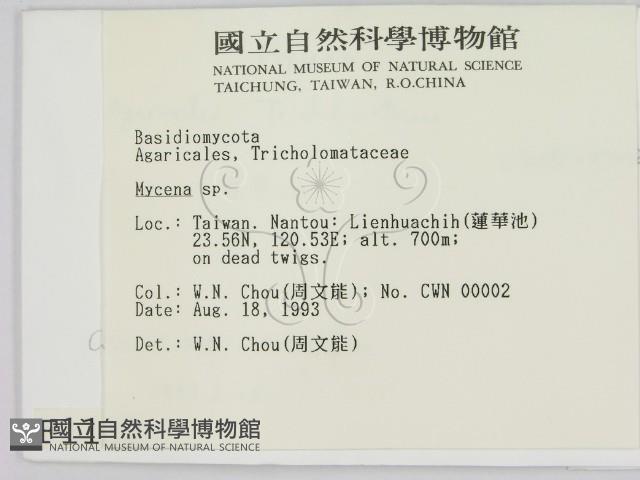 國立自然科學博物館
NATIONAL MUSEUM OF NATURAL SCIENCE
TAICHUNG, TAIWAN, R.O.CHINA
Basidiomycota
Agaricales, Tricholomataceae
Mycena sp.
Loc.: Taiwan. Nantou: Lienhuachih(蓮華池)
23.56N, 120.53E; alt. 700m;
on dead twigs.
Col.: W.N. Chou(周文能); No. CWN 00002
Date: Aug. 18, 1993
Det.: W.N. Chou(周文能)
國立自然科學博物館
NATIONAL MUSEUM OF NATURAL SCIENCE